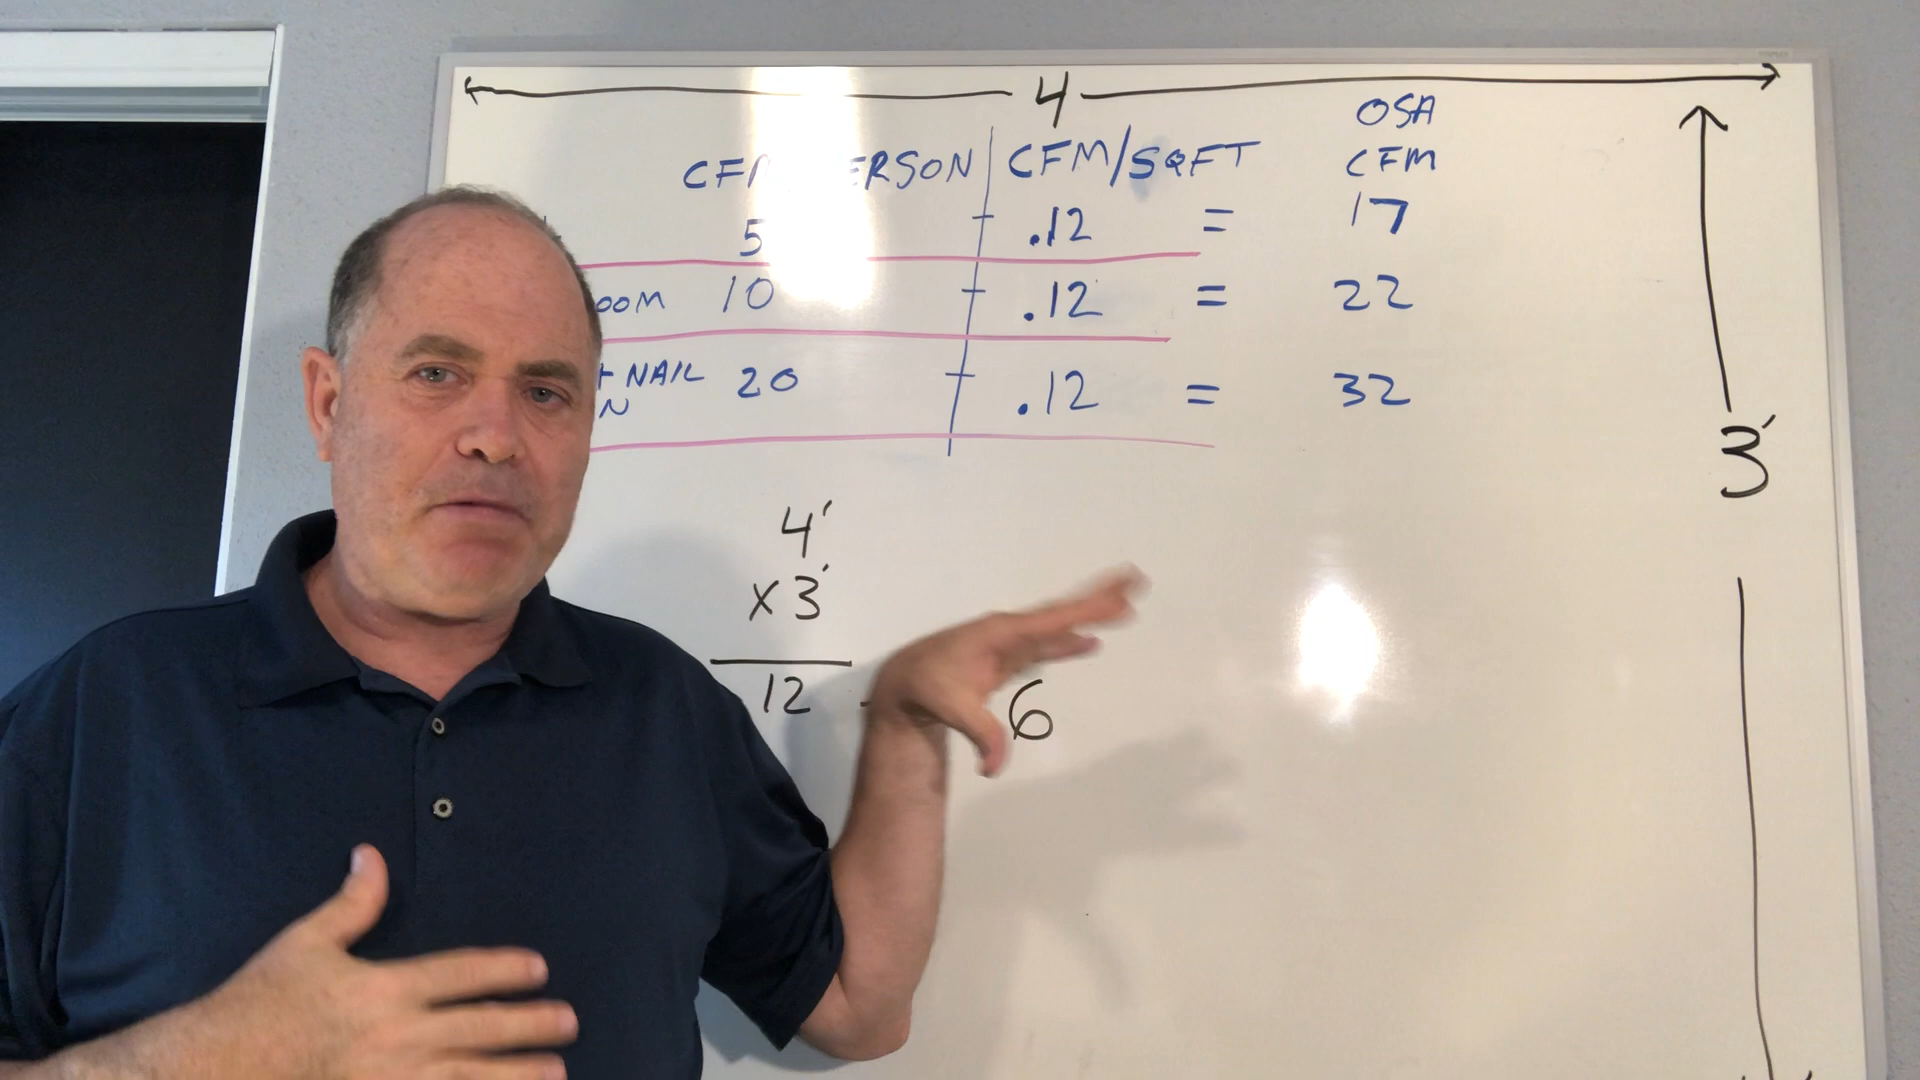 4
OSA
CFM/SQFT CFM
5 .12 = 17
10 .12 = 22
NAIL 20 .12 = 32
3'
4'
x3'
12
6